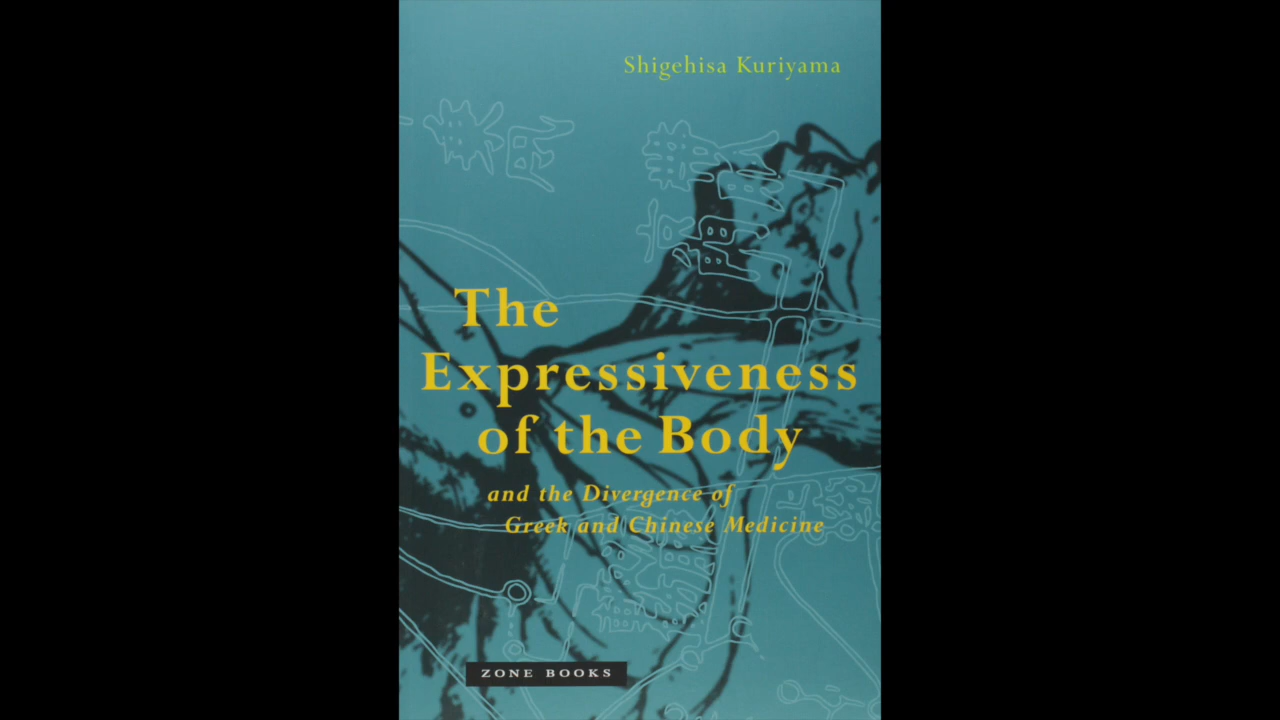 Shigehisa Kuriyama
The
Expressiveness
of the Body
and the Divergence of
Greek and Chinese Medicine
ZONE BOOKS